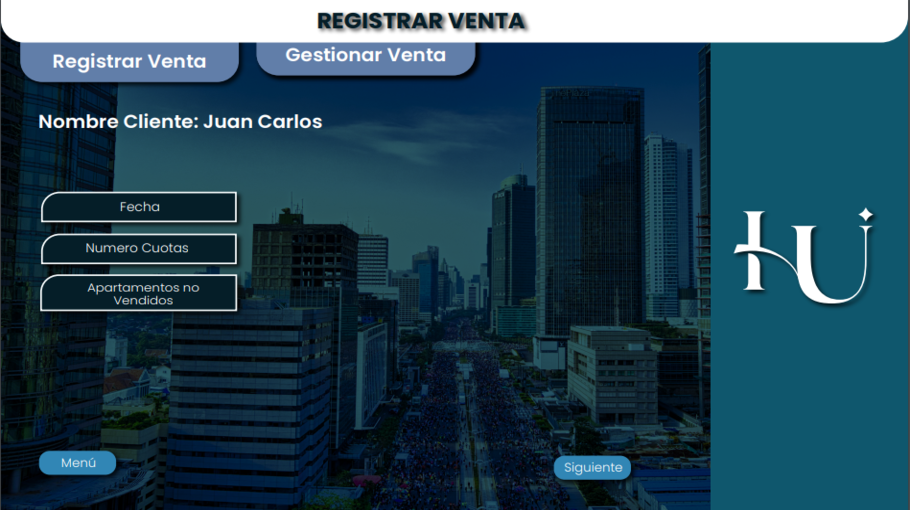 REGISTRAR VENTA
Registrar Venta
Gestionar Venta
Nombre Cliente: Juan Carlos
Fecha
Numero Cuotas
Apartamentos no
Vendidos
Menú
Siguiente
HU